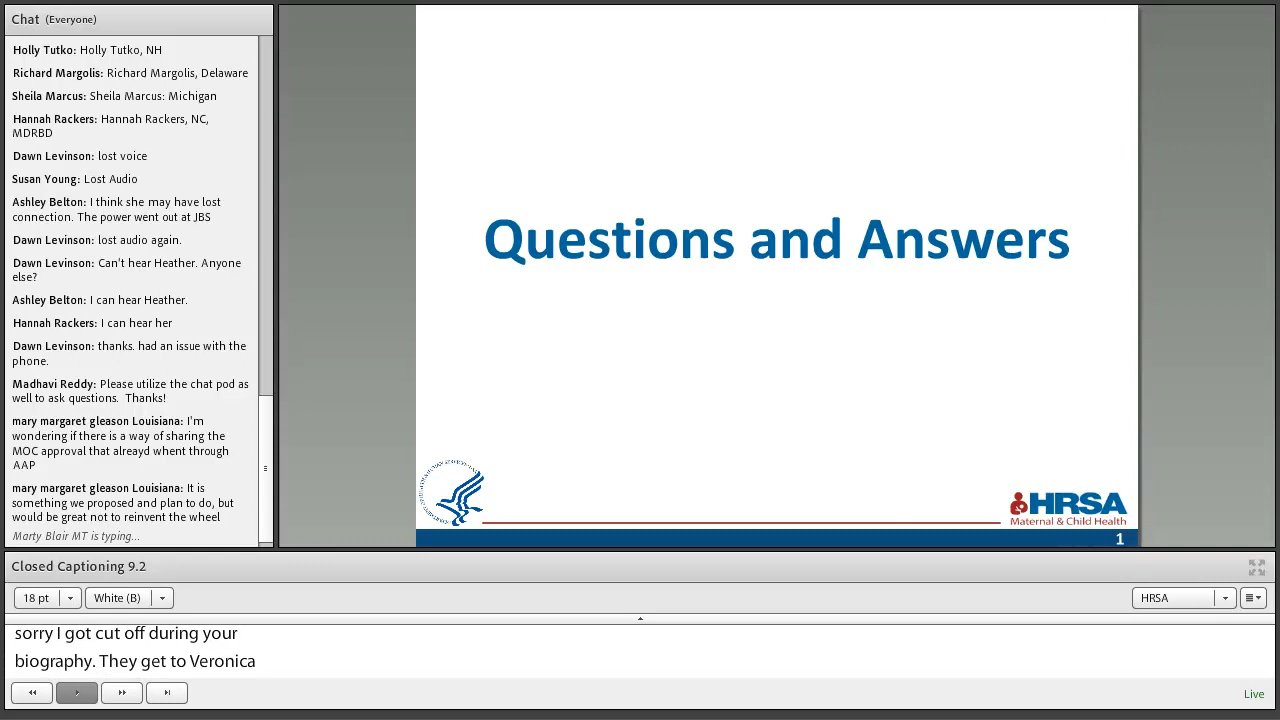 Chat (Everyone)
Holly Tutko: Holly Tutko, NH
Richard Margolis: Richard Margolis, Delaware
Sheila Marcus: Sheila Marcus: Michigan
Hannah Rackers: Hannah Rackers, NC,
MDRBD
Dawn Levinson: lost voice
Susan Young: Lost Audio
Ashley Belton: I think she may have lost
connection. The power went out at JBS
Dawn Levinson: lost audio again.
Dawn Levinson: Can't hear Heather. Anyone
else?
Ashley Belton: I can hear Heather.
Hannah Rackers: I can hear her
Dawn Levinson: thanks. had an issue with the
phone.
Madhavi Reddy: Please utilize the chat pod as
well to ask questions. Thanks!
mary margaret gleason Louisiana: I'm
wondering if there is a way of sharing the
MOC approval that alreayd whent through
AAP
mary margaret gleason Louisiana: It is
something we proposed and plan to do, but
would be great not to reinvent the wheel
Marty Blair MT is typing...
Questions and Answers
HRSA
Maternal & Child Health
1
Closed Captioning 9.2
18 pt
White (B)
HRSA
sorry I got cut off during your
biography. They get to Veronica
Live